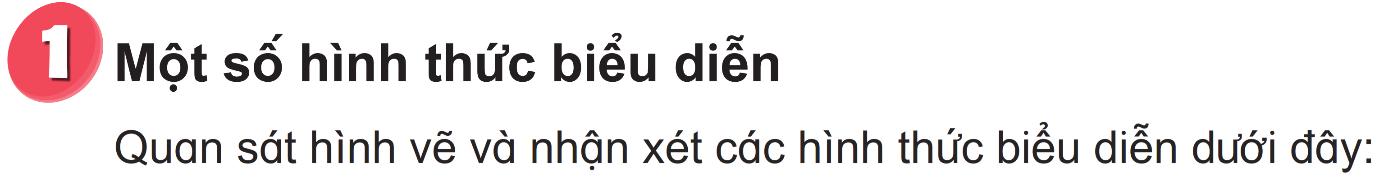 1 Một số hình thức biểu diễn
Quan sát hình vẽ và nhận xét các hình thức biểu diễn dưới đây: